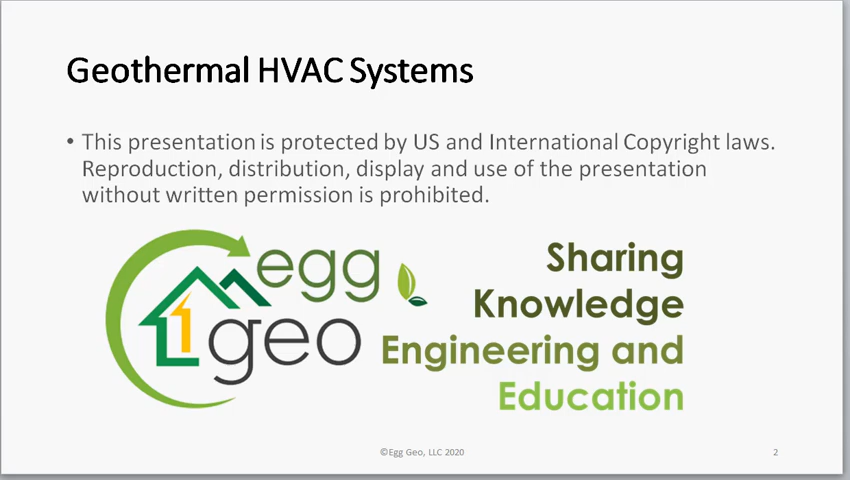 Geothermal HVAC Systems
• This presentation is protected by US and International Copyright laws.
Reproduction, distribution, display and use of the presentation
without written permission is prohibited.
egg
geo
Sharing
Knowledge
Engineering and
Education
©Egg Geo, LLC 2020
2